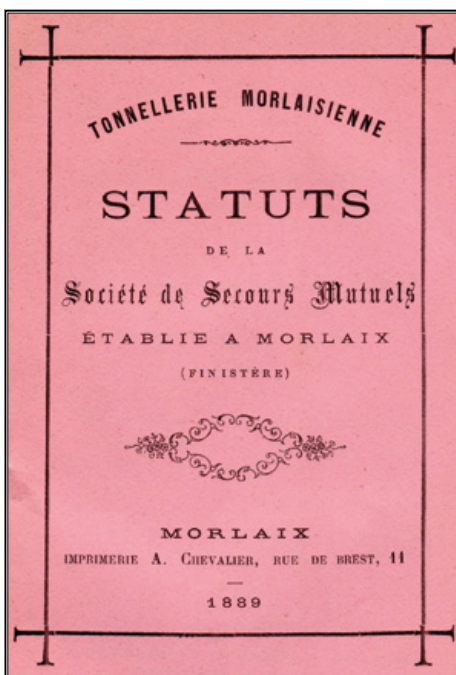 TONNELLERIE MORLAISIENNE
STATUTS
DE LA
Société de Secours Mutuels
ÉTABLIE A MORLAIX
(FINISTÈRE)
MORLAIX
IMPRIMERIE A. CHEVALIER, RUE DE BREST, 11
1889